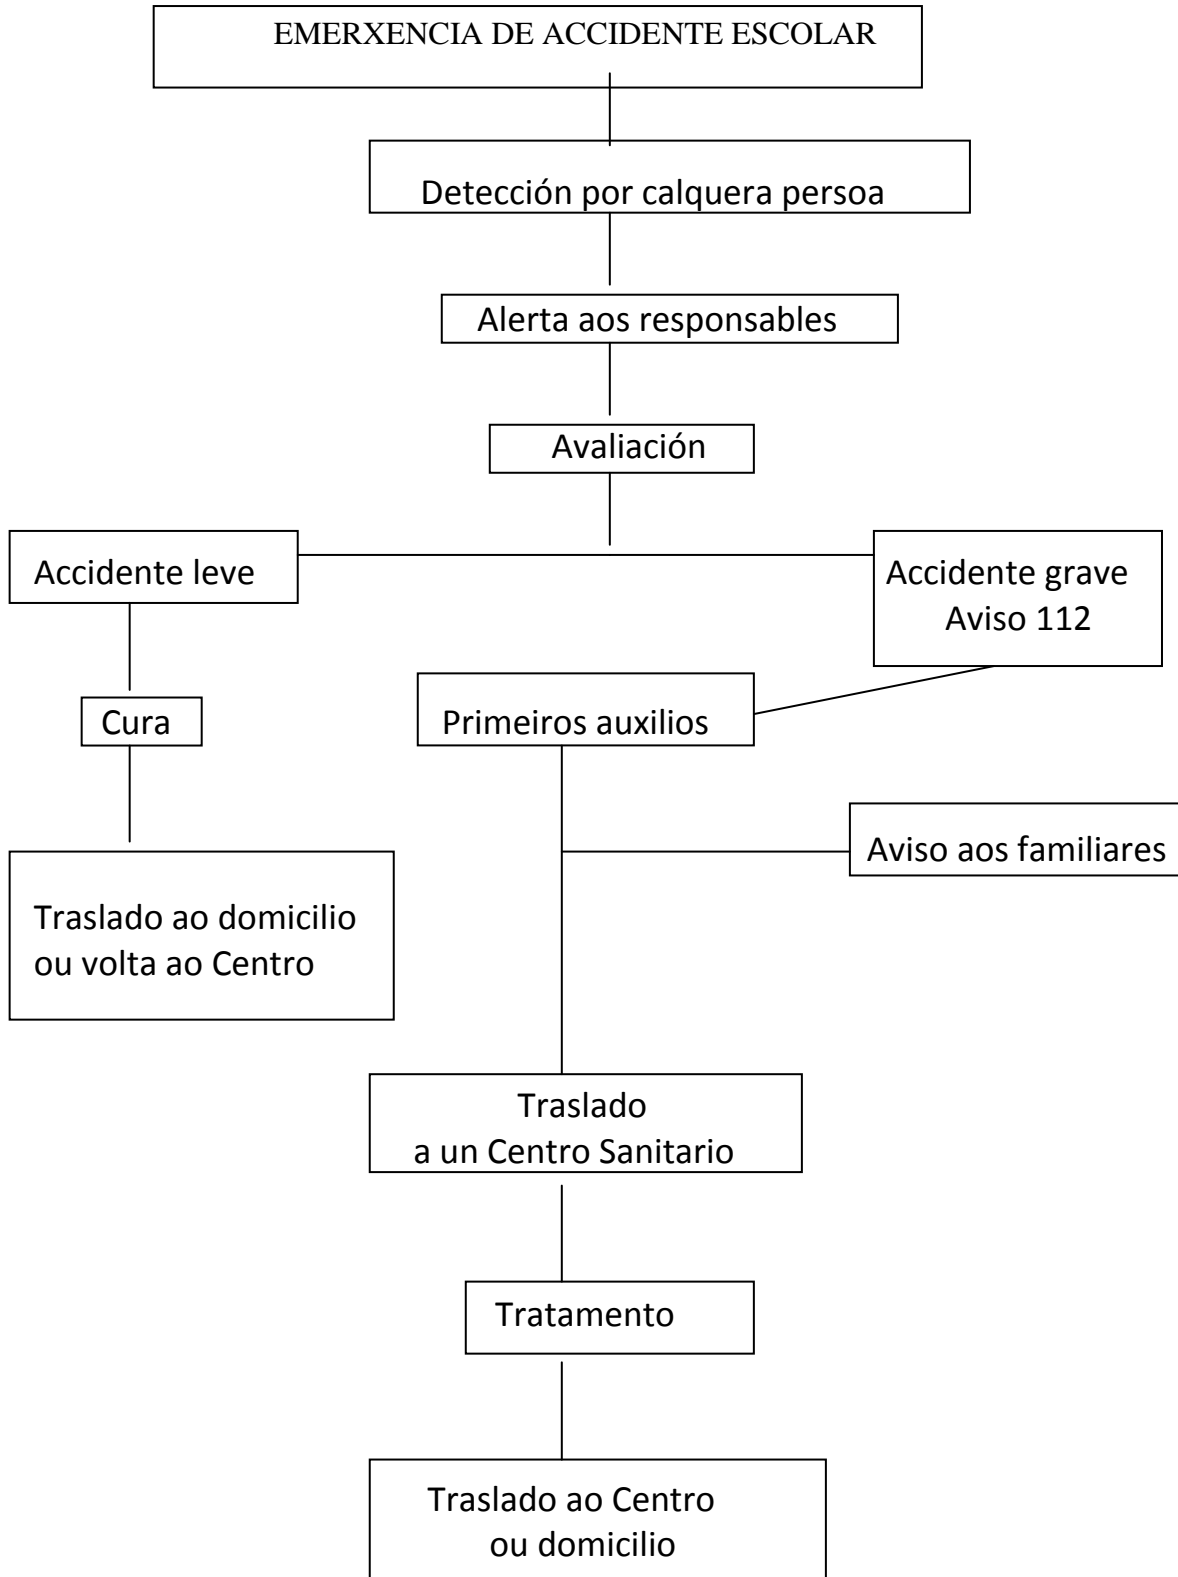 EMERXENCIA DE ACCIDENTE ESCOLAR
Detección por calquera persoa
Alerta aos responsables
Avaliación
Accidente leve
Accidente grave
Aviso 112
Cura
Primeiros auxilios
Aviso aos familiares
Traslado ao domicilio
ou volta ao Centro
Traslado
a un Centro Sanitario
Tratamento
Traslado ao Centro
ou domicilio